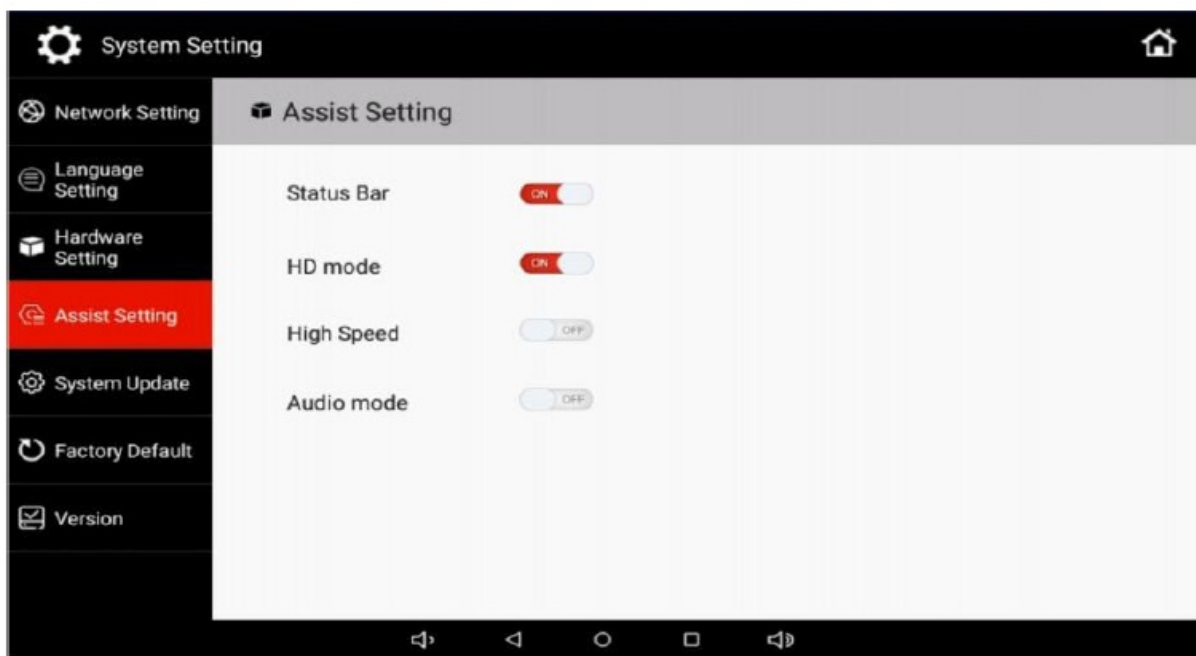 System Setting
Network Setting
Language
Setting
Hardware
Setting
Assist Setting
System Update
Factory Default
Version
Assist Setting
Status Bar ON
HD mode ON
High Speed OFF
Audio mode OFF